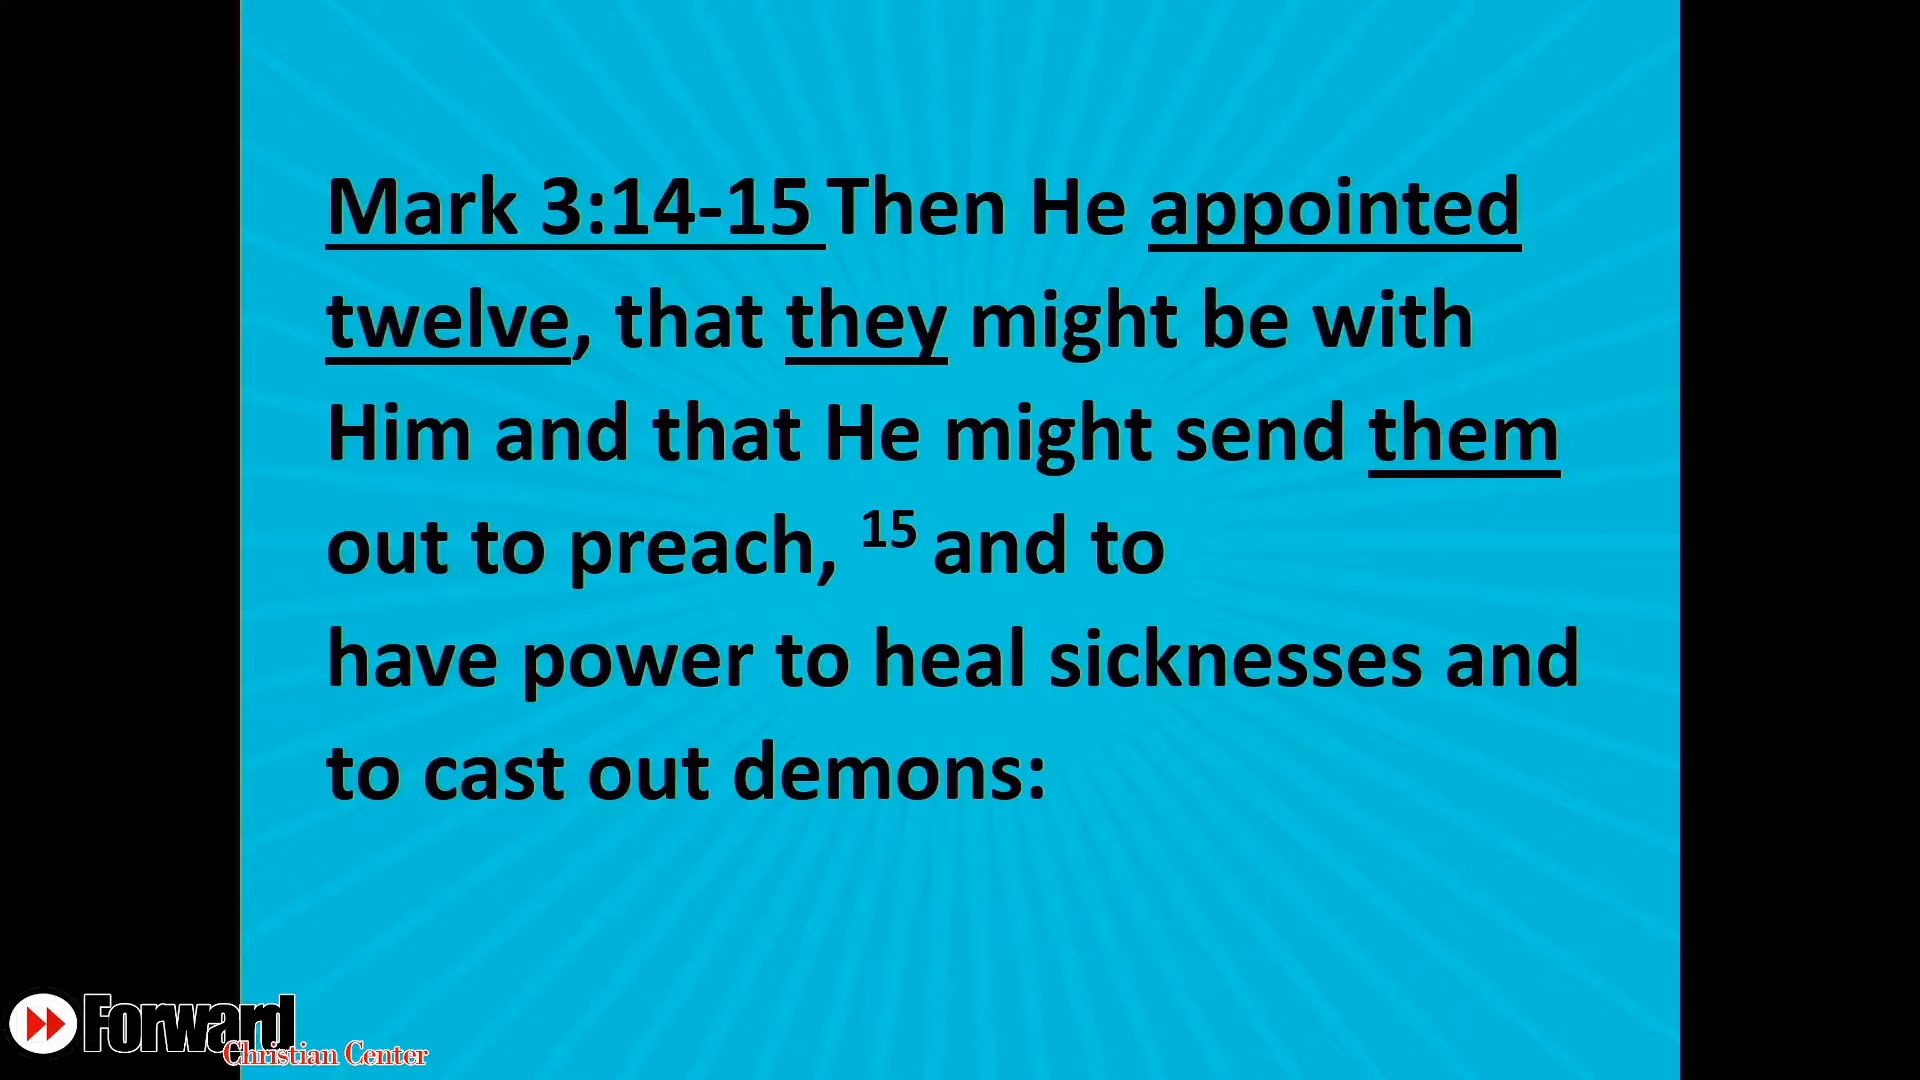 Mark 3:14-15 Then He appointed
twelve, that they might be with
Him and that He might send them
out to preach, 15 and to
have power to heal sicknesses and
to cast out demons:
Forward
Christian Center